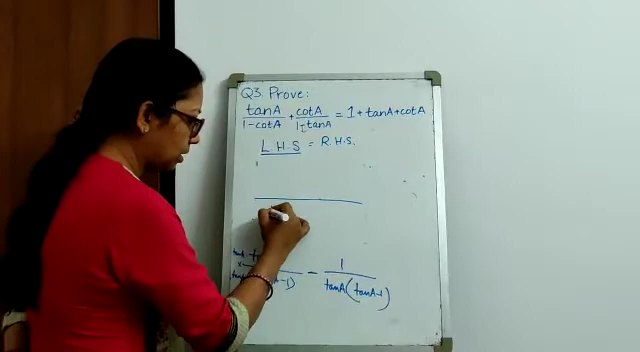 Q3. Prove:
tanA/1-cotA + cotA/1-tanA = 1 + tanA + cotA
L.H.S = R.H.S.
- 1/tanA(tanA-1)